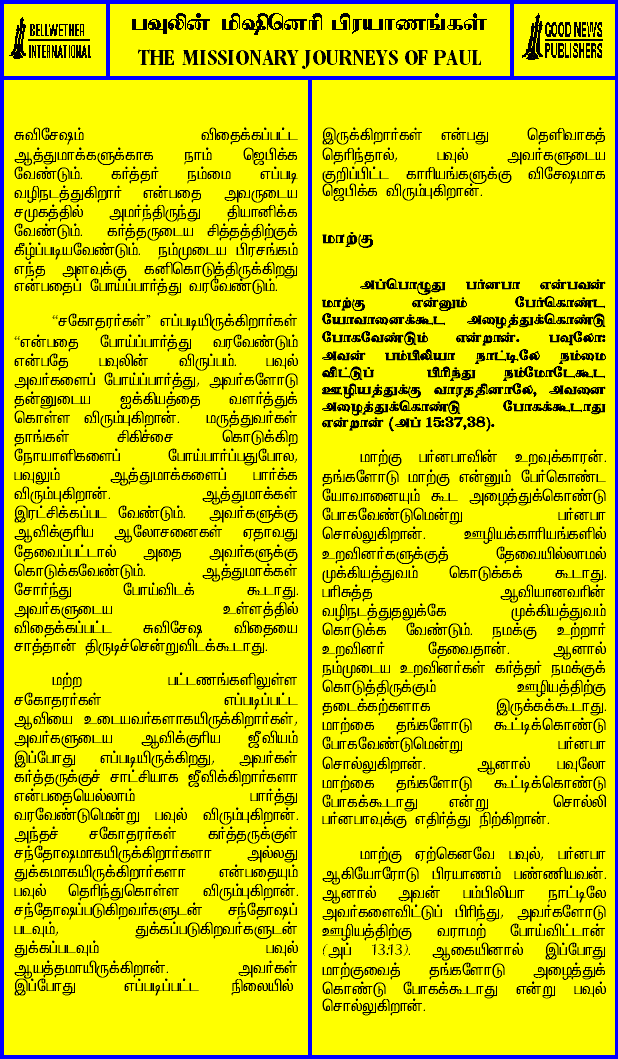 BELLWETHER
INTERNATIONAL
பவுலின் மிஷினெரி பிரயாணங்கள்
THE MISSIONARY JOURNEYS OF PAUL
GOOD NEWS
PUBLISHERS
சுவிசேஷம் விதைக்கப்பட்ட
ஆத்துமாக்களுக்காக நாம் ஜெபிக்க
வேண்டும். கர்த்தர் நம்மை எப்படி
வழிநடத்துகிறார் என்பதை அவருடைய
சமுகத்தில் அமர்ந்திருந்து தியானிக்க
வேண்டும். கர்த்தருடைய சித்தத்திற்குக்
கீழ்ப்படியவேண்டும். நம்முடைய பிரசங்கம்
எந்த அளவுக்கு கனிகொடுத்திருக்கிறது
என்பதைப் போய்ப்பார்த்து வரவேண்டும்.
“சகோதரர்கள்” எப்படியிருக்கிறார்கள்
“என்பதை போய்ப்பார்த்து வரவேண்டும்
என்பதே பவுலின் விருப்பம். பவுல்
அவர்களைப் போய்ப்பார்த்து, அவர்களோடு
தன்னுடைய ஐக்கியத்தை வளர்த்துக்
கொள்ள விரும்புகிறான். மருத்துவர்கள்
தாங்கள் சிகிச்சை கொடுக்கிற
நோயாளிகளைப் போய்பார்ப்பதுபோல,
பவுலும் ஆத்துமாக்களைப் பார்க்க
விரும்புகிறான். ஆத்துமாக்கள்
இரட்சிக்கப்பட வேண்டும். அவர்களுக்கு
ஆவிக்குரிய ஆலோசனைகள் ஏதாவது
தேவைப்பட்டால் அதை அவர்களுக்கு
கொடுக்கவேண்டும். ஆத்துமாக்கள்
சோர்ந்து போய்விடக் கூடாது.
அவர்களுடைய உள்ளத்தில்
விதைக்கப்பட்ட சுவிசேஷ விதையை
சாத்தான் திருடிச்சென்றுவிடக்கூடாது.
மற்ற பட்டணங்களிலுள்ள
சகோதரர்கள் எப்படிப்பட்ட
ஆவியை உடையவர்களாகயிருக்கிறார்கள்,
அவர்களுடைய ஆவிக்குரிய ஜீவியம்
இப்போது எப்படியிருக்கிறது, அவர்கள்
கர்த்தருக்குச் சாட்சியாக ஜீவிக்கிறார்களா
என்பதையெல்லாம் பார்த்து
வரவேண்டுமென்று பவுல் விரும்புகிறான்.
அந்தச் சகோதரர்கள் கர்த்தருக்குள்
சந்தோஷமாகயிருக்கிறார்களா அல்லது
துக்கமாகயிருக்கிறார்களா என்பதையும்
பவுல் தெரிந்துகொள்ள விரும்புகிறான்.
சந்தோஷப்படுகிறவர்களுடன் சந்தோஷப்
படவும், துக்கப்படுகிறவர்களுடன்
துக்கப்படவும் பவுல்
ஆயத்தமாயிருக்கிறான். அவர்கள்
இப்போது எப்படிப்பட்ட நிலையில்
இருக்கிறார்கள் என்பது தெளிவாகத்
தெரிந்தால், பவுல் அவர்களுடைய
குறிப்பிட்ட காரியங்களுக்கு விசேஷமாக
ஜெபிக்க விரும்புகிறான்.
மாற்கு
அப்பொழுது பர்னபா என்பவன்
மாற்கு என்னும் பேர்கொண்ட
யோவானைக்கூட அழைத்துக்கொண்டு
போகவேண்டும் என்றான். பவுலோ:
அவன் பம்பிலியா நாட்டிலே நம்மை
விட்டுப் பிரிந்து நம்மோடேகூட
ஊழியத்துக்கு வாராததினாலே, அவனை
அழைத்துக்கொண்டு போகக்கூடாது
என்றான் (அப் 15:37,38).
மாற்கு பர்னபாவின் உறவுக்காரன்.
தங்களோடு மாற்கு என்னும் பேர்கொண்ட
யோவானையும் கூட அழைத்துக்கொண்டு
போகவேண்டுமென்று பர்னபா
சொல்லுகிறான். ஊழியக்காரியங்களில்
உறவினர்களுக்குத் தேவையில்லாமல்
முக்கியத்துவம் கொடுக்கக் கூடாது.
பரிசுத்த ஆவியானவரின்
வழிநடத்துதலுக்கே முக்கியத்துவம்
கொடுக்க வேண்டும். நமக்கு உற்றார்
உறவினர் தேவைதான். ஆனால்
நம்முடைய உறவினர்கள் கர்த்தர் நமக்குக்
கொடுத்திருக்கும் ஊழியத்திற்கு
தடைக்கற்களாக இருக்கக்கூடாது.
மாற்கை தங்களோடு கூட்டிக்கொண்டு
போகவேண்டுமென்று பர்னபா
சொல்லுகிறான். ஆனால் பவுலோ
மாற்கை தங்களோடு கூட்டிக்கொண்டு
போகக்கூடாது என்று சொல்லி
பர்னபாவுக்கு எதிர்த்து நிற்கிறான்.
மாற்கு ஏற்கெனவே பவுல், பர்னபா
ஆகியோரோடு பிரயாணம் பண்ணியவன்.
ஆனால் அவன் பம்பிலியா நாட்டிலே
அவர்களைவிட்டுப் பிரிந்து, அவர்களோடு
ஊழியத்திற்கு வராமற் போய்விட்டான்
(அப் 13:13). ஆகையினால் இப்போது
மாற்குவைத் தங்களோடு அழைத்துக்
கொண்டு போகக்கூடாது என்று பவுல்
சொல்லுகிறான்.